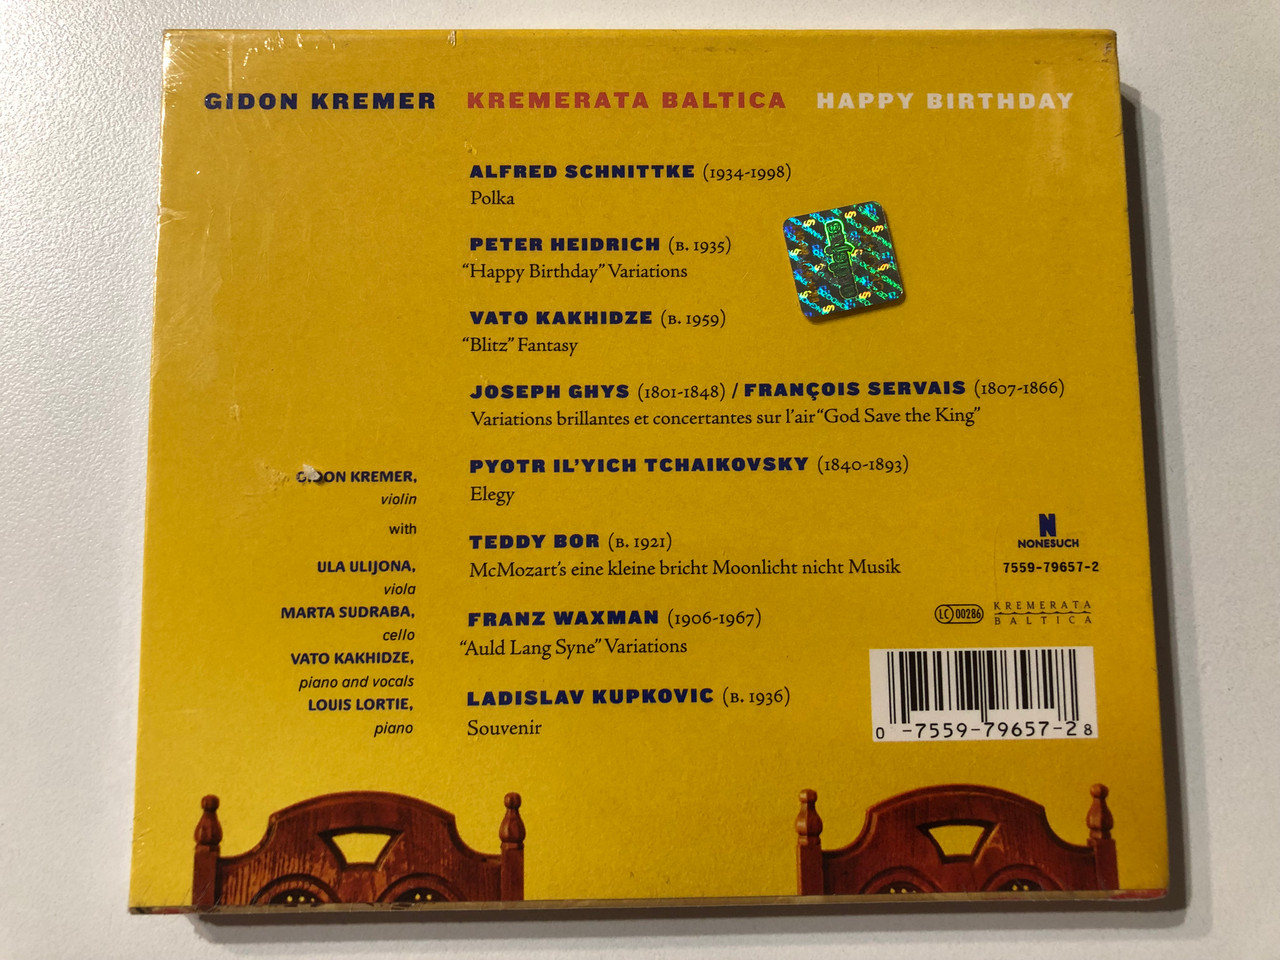 GIDON KREMER KREMERATA BALTICA HAPPY BIRTHDAY
ALFRED SCHNITTKE (1934-1998)
Polka
PETER HEIDRICH (B. 1935)
“Happy Birthday” Variations
VATO KAKHIDZE (B. 1959)
“Blitz” Fantasy
JOSEPH GHYS (1801-1848) / FRANÇOIS SERVAIS (1807-1866)
Variations brillantes et concertantes sur l’air “God Save the King”
PYOTR IL’YICH TCHAIKOVSKY (1840-1893)
Elegy
TEDDY BOR (B. 1921)
McMozart’s eine kleine bricht Moonlicht nicht Musik
FRANZ WAXMAN (1906-1967)
“Auld Lang Syne” Variations
LADISLAV KUPKOVIC (B. 1936)
Souvenir
GIDON KREMER,
violin
with
ULA ULIJONA,
viola
MARTA SUDRABA,
cello
VATO KAKHIDZE,
piano and vocals
LOUIS LORTIE,
piano
N
NONESUCH
7559-79657-2
LC 00286
KREMERATA
BALTICA
0 -7559-79657-2 8